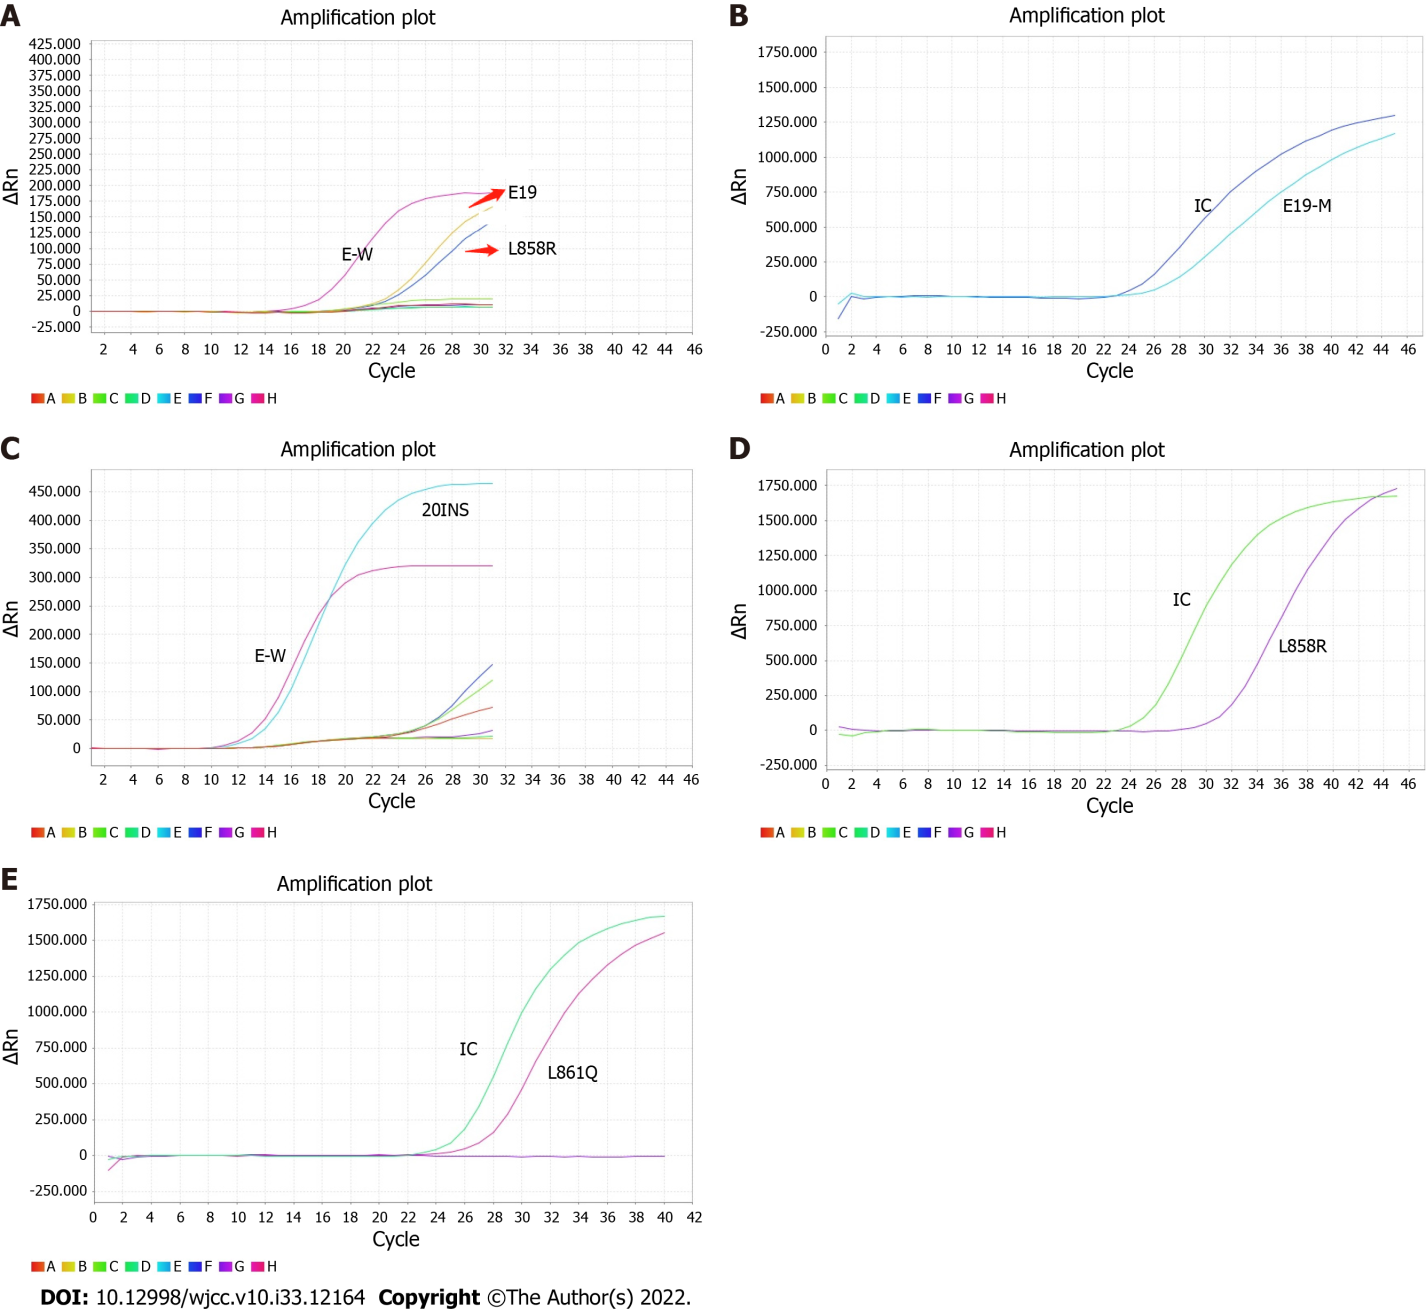 A
Amplification plot
425.000
400.000
375.000
350.000
325.000
300.000
275.000
250.000
225.000
200.000
175.000
150.000
125.000
100.000
75.000
50.000
25.000
0
-25.000
ΔRn
E19
E-W
L858R
2 4 6 8 10 12 14 16 18 20 22 24 26 28 30 32 34 36 38 40 42 44 46
Cycle
A B C D E F G H
B
Amplification plot
1750.000
1500.000
1250.000
1000.000
750.000
500.000
250.000
0
-250.000
ΔRn
IC
E19-M
0 2 4 6 8 10 12 14 16 18 20 22 24 26 28 30 32 34 36 38 40 42 44 46
Cycle
A B C D E F G H
C
Amplification plot
450.000
400.000
350.000
300.000
250.000
200.000
150.000
100.000
50.000
0
ΔRn
20INS
E-W
2 4 6 8 10 12 14 16 18 20 22 24 26 28 30 32 34 36 38 40 42 44 46
Cycle
A B C D E F G H
D
Amplification plot
1750.000
1500.000
1250.000
1000.000
750.000
500.000
250.000
0
-250.000
ΔRn
IC
L858R
0 2 4 6 8 10 12 14 16 18 20 22 24 26 28 30 32 34 36 38 40 42 44 46
Cycle
A B C D E F G H
E
Amplification plot
1750.000
1500.000
1250.000
1000.000
750.000
500.000
250.000
0
-250.000
ΔRn
IC
L861Q
0 2 4 6 8 10 12 14 16 18 20 22 24 26 28 30 32 34 36 38 40 42
Cycle
A B C D E F G H
DOI: 10.12998/wjcc.v10.i33.12164 Copyright ©The Author(s) 2022.